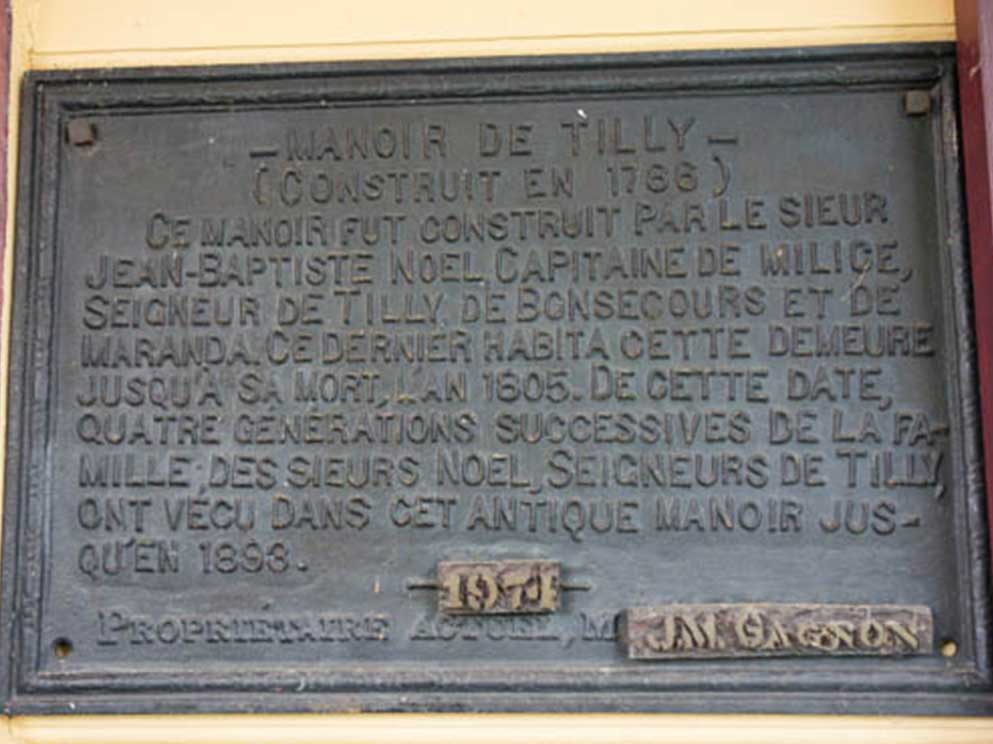 — MANOIR DE TILLY —
(CONSTRUIT EN 1786)
CE MANOIR FUT CONSTRUIT PAR LE SIEUR
JEAN-BAPTISTE NOEL, CAPITAINE DE MILICE,
SEIGNEUR DE TILLY, DE BONSECOURS ET DE
MARANDA. CE DERNIER HABITA CETTE DEMEURE
JUSQU'À SA MORT, L'AN 1805. DE CETTE DATE,
QUATRE GÉNÉRATIONS SUCCESSIVES DE LA FA-
MILLE, DES SIEURS NOEL, SEIGNEURS DE TILLY,
ONT VÉCU DANS CET ANTIQUE MANOIR JUS-
QU'EN 1893.
— 1971 —
PROPRIÉTAIRE ACTUEL, M J.M. GAGNON